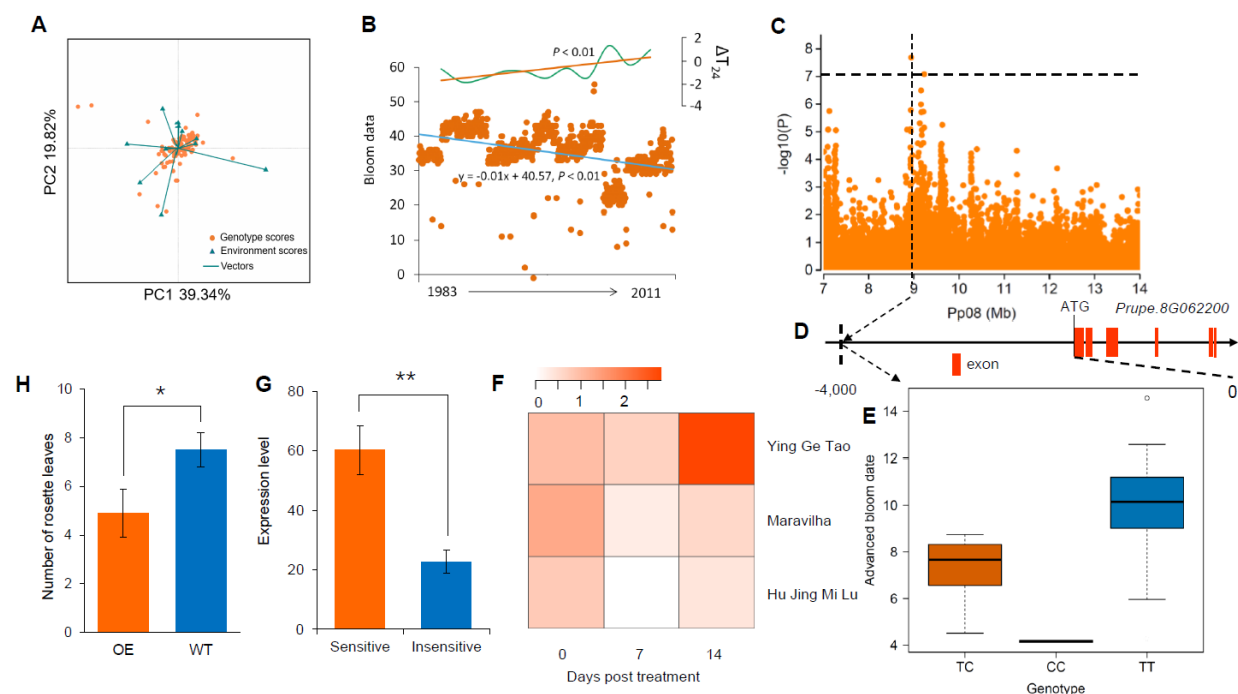 A
PC2 19.82%
Genotype scores
Environment scores
Vectors
PC1 39.34%
B
P < 0.01
2
0
-2
-4
ΔT24
60
50
40
30
20
10
0
Bloom data
y = -0.01x + 40.57, P < 0.01
1983
2011
C
8
7
6
5
4
3
2
1
0
-log10(P)
7 8 9 10 11 12 13 14
Pp08 (Mb)
D
ATG
Prupe.8G062200
exon
-4,000
0
H
10
8
6
4
2
0
Number of rosette leaves
*
OE WT
G
80
60
40
20
0
Expression level
**
Sensitive Insensitive
F
0 1 2
Ying Ge Tao
Maravilha
Hu Jing Mi Lu
0 7 14
Days post treatment
E
14
12
10
8
6
4
Advanced bloom date
TC CC TT
Genotype